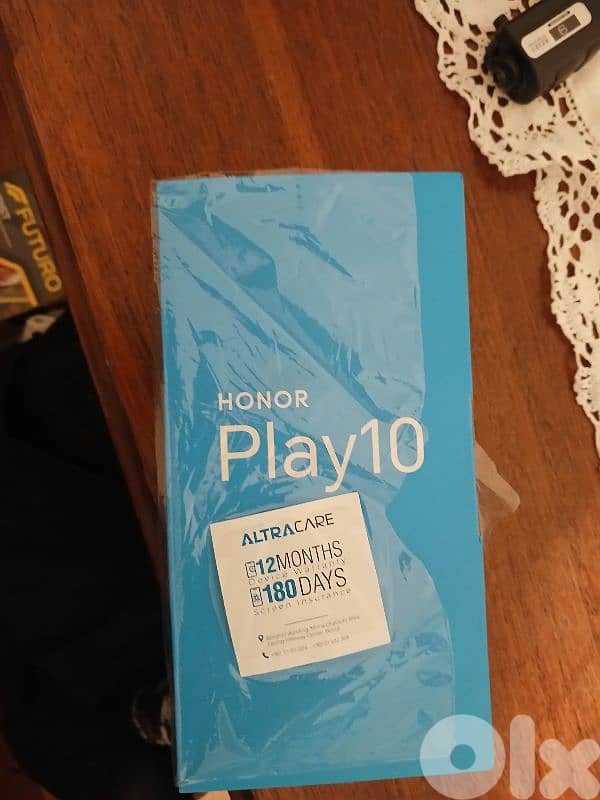 FUTURO
HONOR
Play10
ALTRACARE
12 MONTHS
Device Warranty
180 DAYS
Screen Insurance
olx